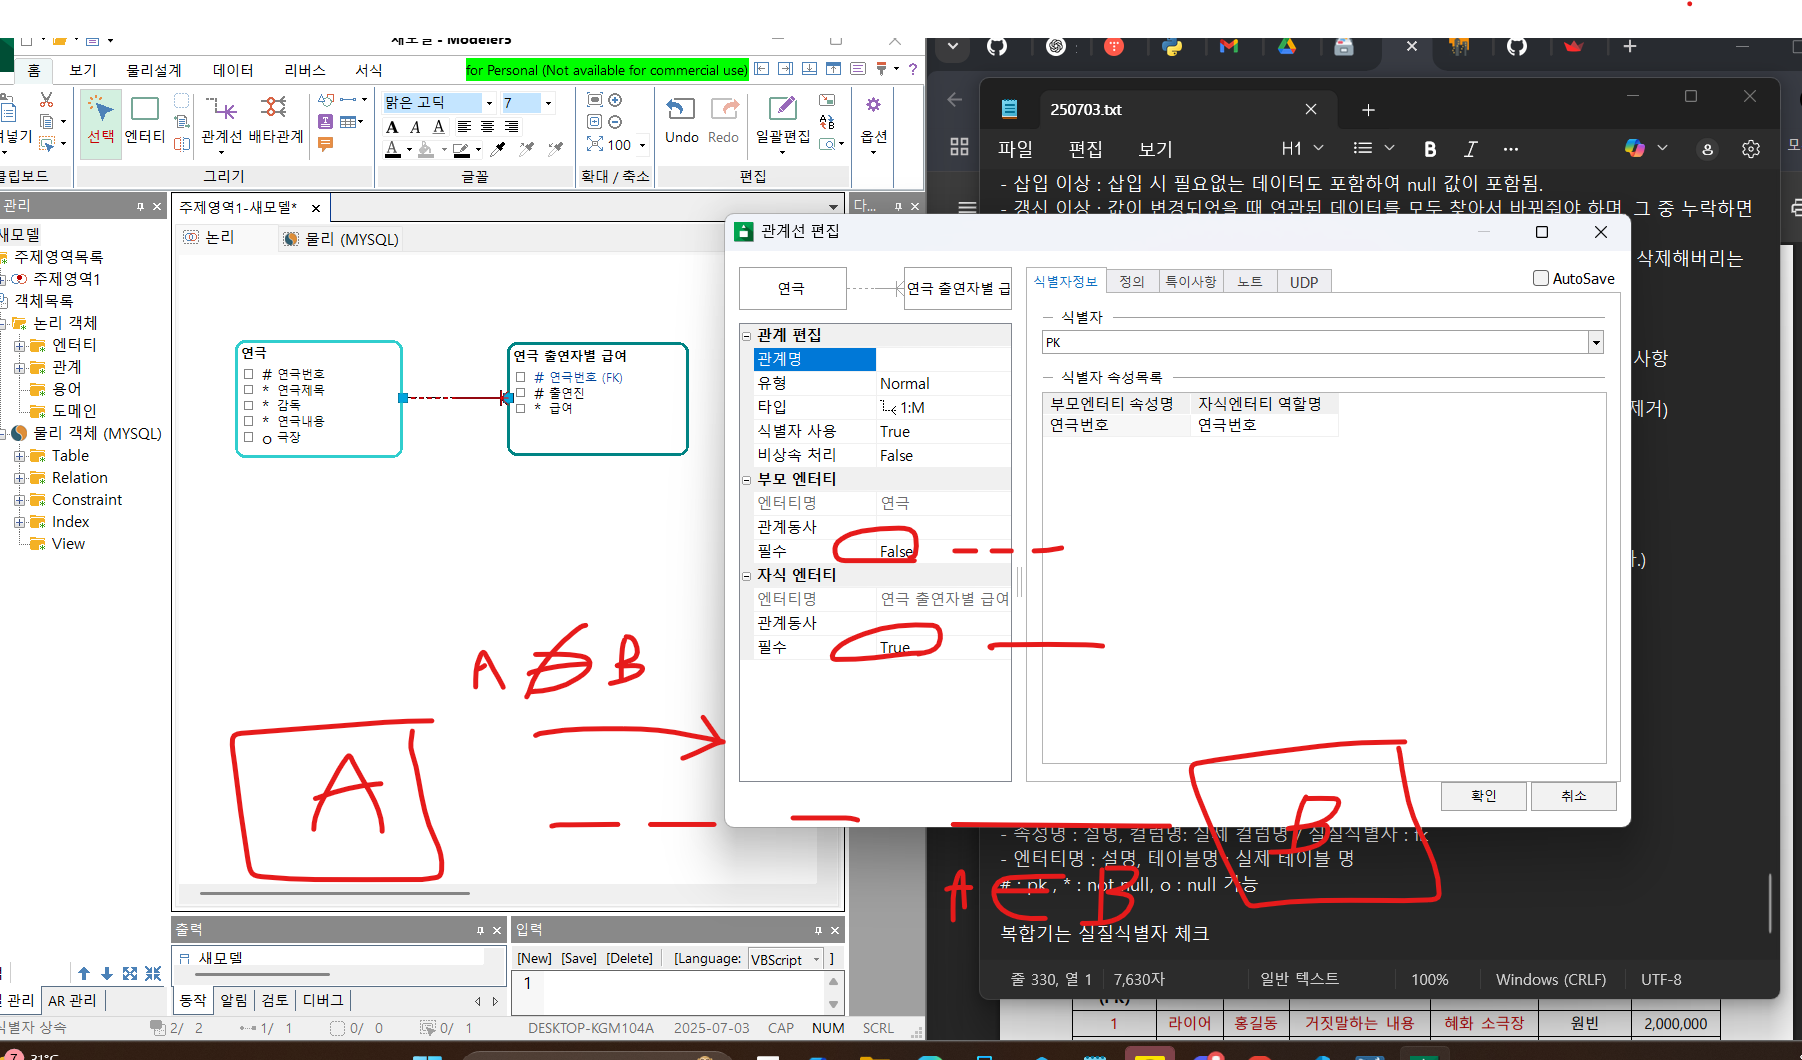 새모델 - Modeler5
홈 보기 물리설계 데이터 리버스 서식 for Personal (Not available for commercial use)
맑은 고딕 7
선택 엔터티 관계선 배타관계
A A A
100
Undo Redo 일괄편집 옵션
그리기 글꼴 확대 / 축소 편집
관리
새모델
주제영역목록
주제영역1
객체목록
논리 객체
엔터티
관계
용어
도메인
물리 객체 (MYSQL)
Table
Relation
Constraint
Index
View
주제영역1-새모델*
다...
논리 물리 (MYSQL)
연극
# 연극번호
* 연극제목
* 감독
* 연극내용
o 극장
연극 출연자별 급여
# 연극번호 (FK)
# 출연진
* 급여
관계선 편집
연극 연극 출연자별 급
관계 편집
관계명
유형 Normal
타입 1:M
식별자 사용 True
비상속 처리 False
부모 엔터티
엔터티명 연극
관계동사
필수 False
자식 엔터티
엔터티명 연극 출연자별 급여
관계동사
필수 True
식별자정보 정의 특이사항 노트 UDP
AutoSave
식별자
PK
식별자 속성목록
부모엔터티 속성명 자식엔터티 역할명
연극번호 연극번호
확인 취소
A B
A
B
A ∈ B
250703.txt
파일 편집 보기 H1 B I
- 삽입 이상 : 삽입 시 필요없는 데이터도 포함하여 null 값이 포함됨.
- 갱신 이상 : 값이 변경되었을 때 연관된 데이터를 모두 찾아서 바꿔줘야 하며, 그 중 누락하면
삭제해버리는
사항
제거)
- 속성명 : 설명, 컬럼명: 실제 컬럼명
- 엔터티명 : 설명, 테이블명 : 실제 테이블 명
# : pk , * : not null, o : null 가능
복합기는 실질식별자 체크
줄 330, 열 1 7,630자 일반 텍스트 100% Windows (CRLF) UTF-8
1 라이어 홍길동 거짓말하는 내용 혜화 소극장 원빈 2,000,000
출력
새모델
동작 알림 검토 디버그
입력
[New] [Save] [Delete] [Language: VBScript ]
1
관리 AR 관리
식별자 상속 2/ 2 1/ 1 0/ 0 0/ 1 DESKTOP-KGM104A 2025-07-03 CAP NUM SCRL
7 31°C